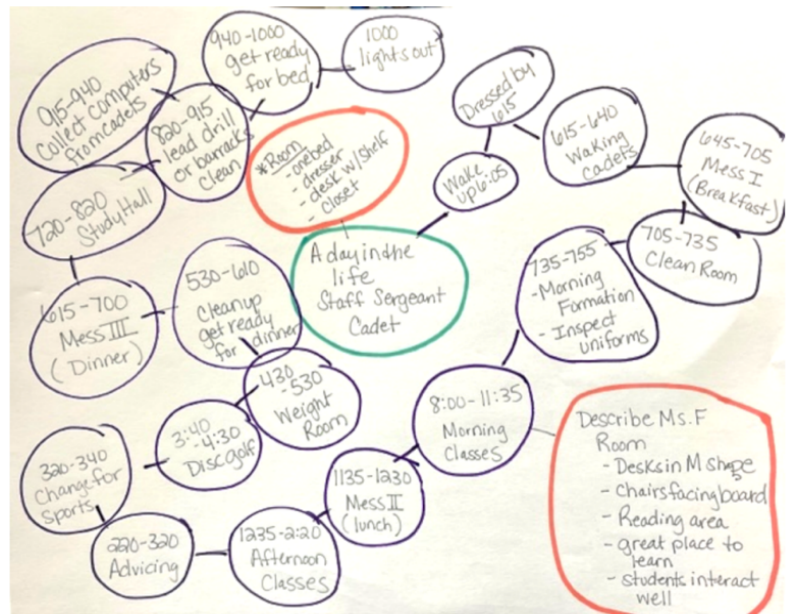 A day in the
life
Staff Sergeant
Cadet
*Room
- one bed
- dresser
- desk w/shelf
- closet
Wake
up 6:05
Dressed by
615
615-640
Waking
cadets
645-705
Mess I
(Breakfast)
705-735
Clean Room
735-755
- Morning
Formation
- Inspect
uniforms
8:00-11:35
Morning
Classes
Describe Ms. F
Room
- Desks in M shape
- Chairs facing board
- Reading area
- great place to
learn
- students interact
well
1135-1230
Mess II
(lunch)
1235-2:20
Afternoon
Classes
220-320
Advicing
320-340
Change for
sports
3:40
-4:30
Disc golf
430
-530
Weight
Room
530-610
Cleanup
get ready
for dinner
615-700
Mess III
(Dinner)
720-820
Study Hall
820-915
lead drill
or barracks
clean
915-940
Collect computers
from cadets
940-1000
get ready
for bed
1000
lights out